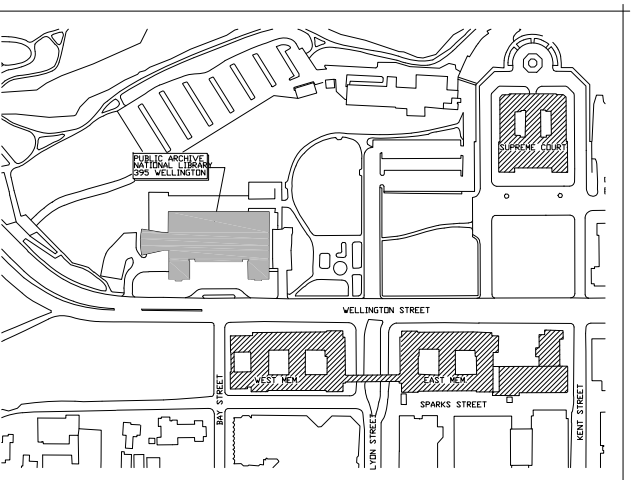 PUBLIC ARCHIVE
NATIONAL LIBRARY
395 WELLINGTON
SUPREME COURT
WELLINGTON STREET
WEST MEM
EAST MEM
SPARKS STREET
BAY STREET
LYON STREET
KENT STREET